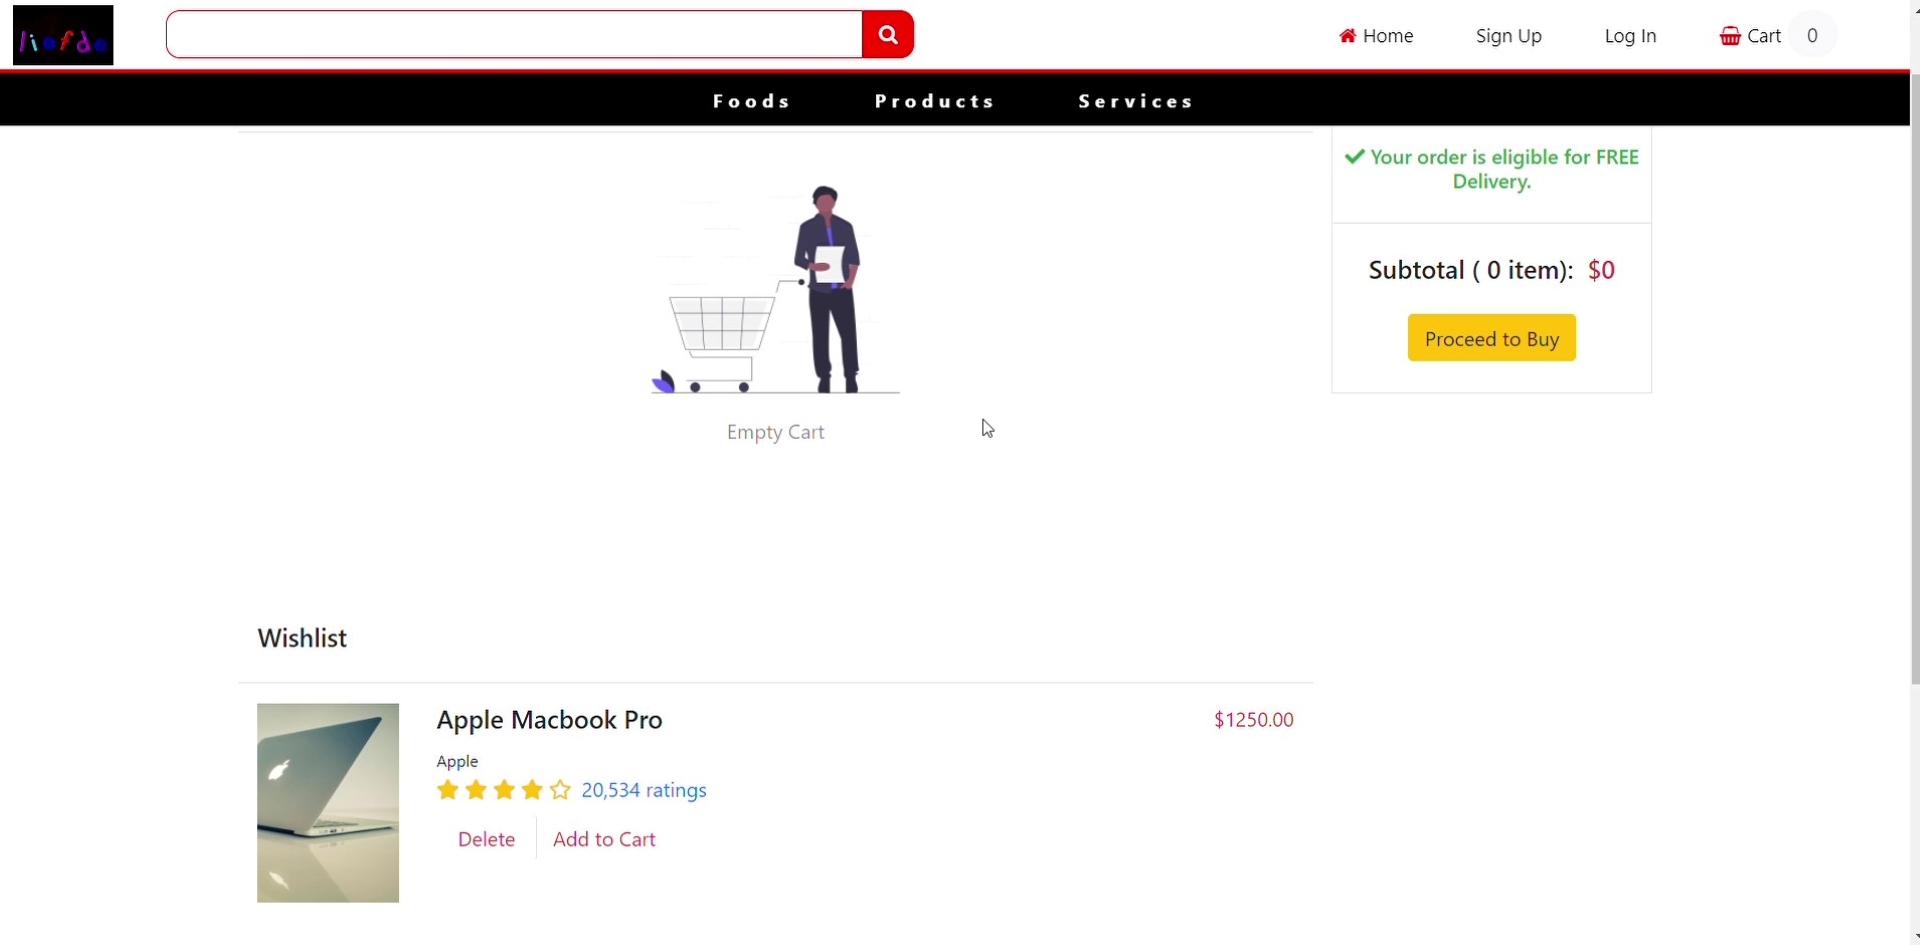 liofdo
Home
Sign Up
Log In
Cart
0
Foods
Products
Services
Your order is eligible for FREE
Delivery.
Subtotal ( 0 item): $0
Proceed to Buy
Empty Cart
Wishlist
Apple Macbook Pro
$1250.00
Apple
20,534 ratings
Delete
Add to Cart